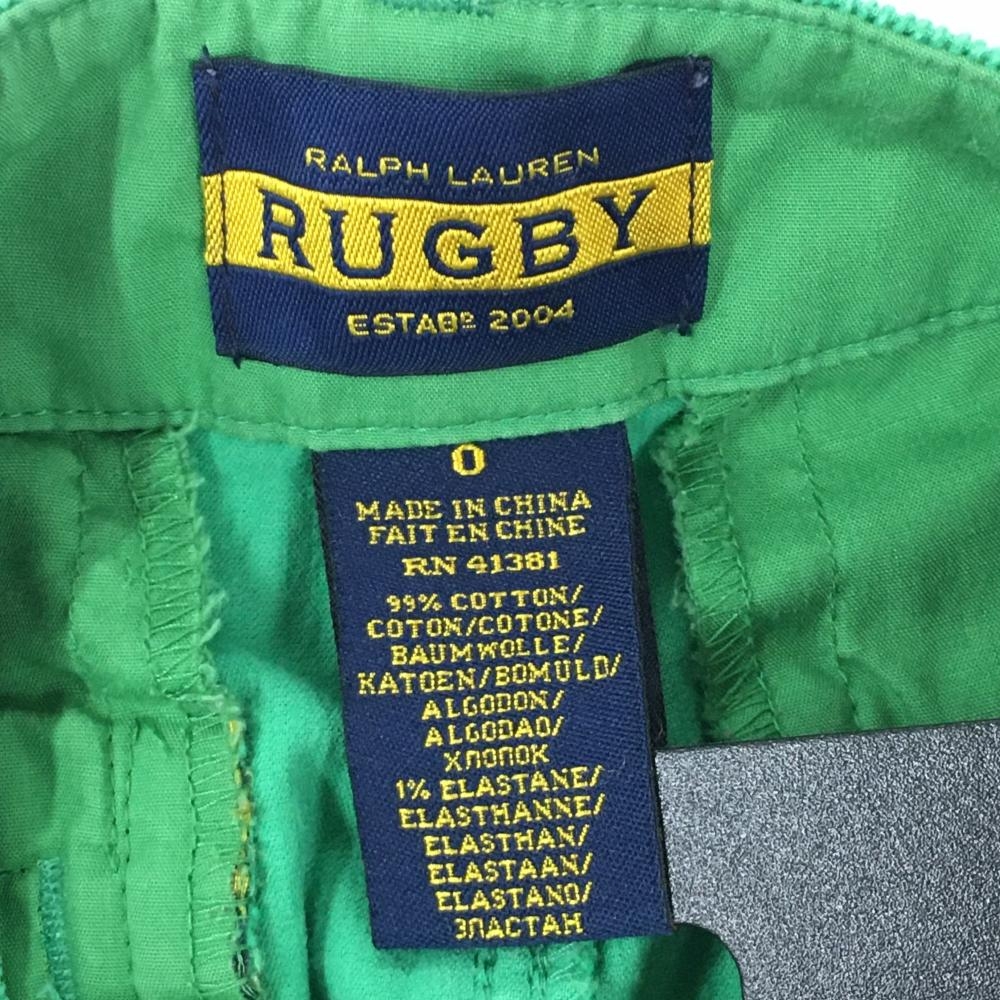 RALPH LAUREN
RUGBY
ESTABD 2004
0
MADE IN CHINA
FAIT EN CHINE
RN 41381
99% COTTON/
COTON/COTONE/
BAUMWOLLE/
KATOEN/BOMULD/
ALGODON/
ALGODAO/
ХЛОПОК
1% ELASTANE/
ELASTHANNE/
ELASTHAN/
ELASTAAN/
ELASTANO/
ЭЛАСТАН